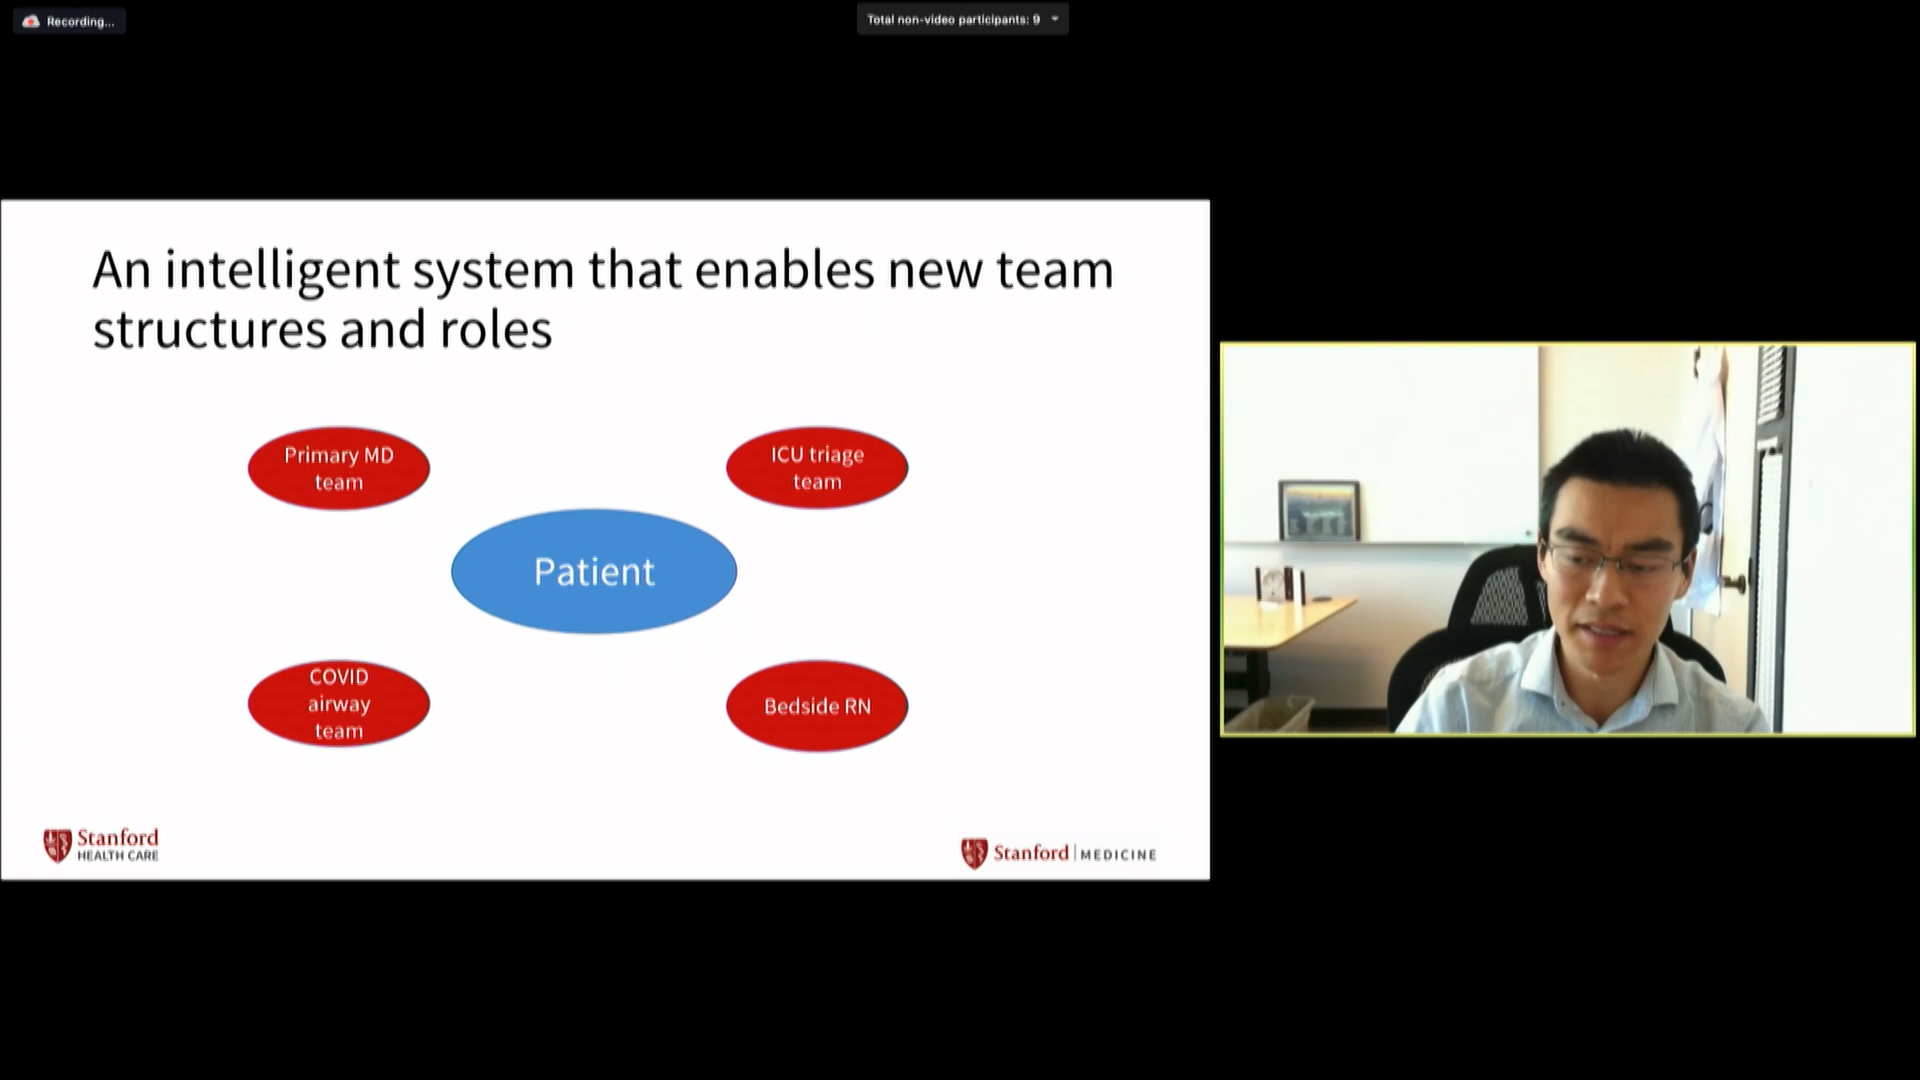 Recording...
Total non-video participants: 9
An intelligent system that enables new team
structures and roles
Primary MD
team
ICU triage
team
Patient
COVID
airway
team
Bedside RN
Stanford
HEALTH CARE
Stanford | MEDICINE